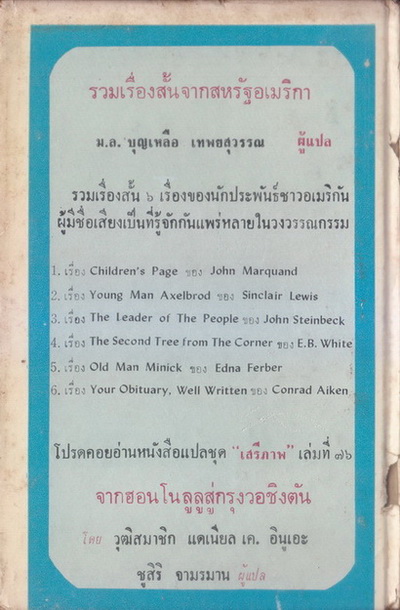 รวมเรื่องสั้นจากสหรัฐอเมริกา
ม.ล. บุญเหลือ เทพยสุวรรณ ผู้แปล
รวมเรื่องสั้น ๖ เรื่องของนักประพันธ์ชาวอเมริกัน
ผู้มีชื่อเสียงเป็นที่รู้จักกันแพร่หลายในวงวรรณกรรม
1. เรื่อง Children's Page ของ John Marquand
2. เรื่อง Young Man Axelbrod ของ Sinclair Lewis
3. เรื่อง The Leader of The People ของ John Steinbeck
4. เรื่อง The Second Tree from The Corner ของ E.B. White
5. เรื่อง Old Man Minick ของ Edna Ferber
6. เรื่อง Your Obituary, Well Written ของ Conrad Aiken
โปรดคอยอ่านหนังสือแปลชุด "เสรีภาพ" เล่มที่ ๗๖
จากฮอนโนลูลูสู่กรุงวอชิงตัน
โดย วุฒิสมาชิก แดเนียล เค. อินูเอะ
ชูสิริ จามรมาน ผู้แปล